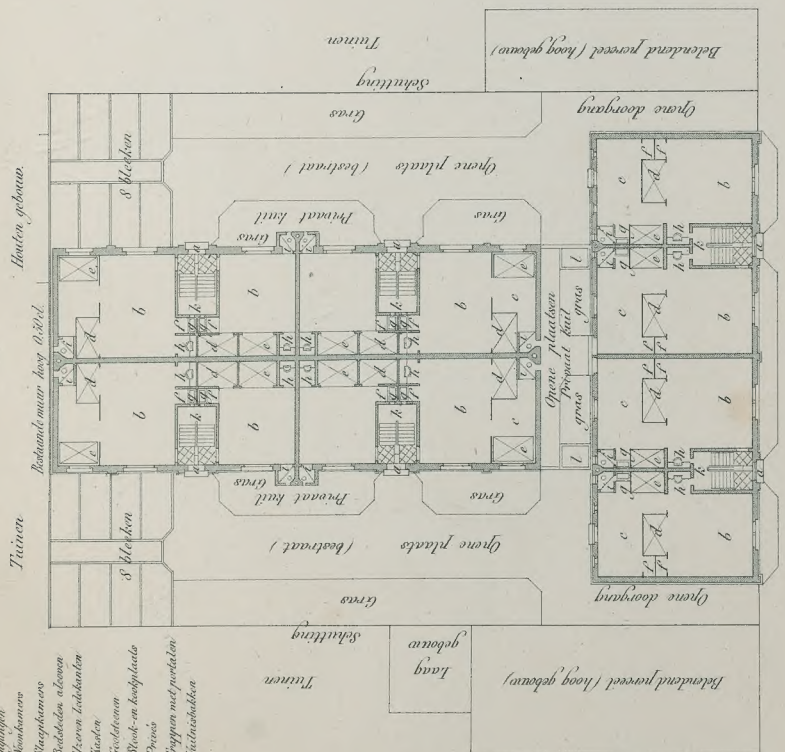 Tuinen
Belendend perceel (hoog gebouw)
Schutting
Opene doorgang
Gras
Houten gebouw.
8 bleeken
Opene plaats (bestraat)
Privaat kuil
Gras
Gras
Bestaande muur hoog 0.50 el.
a
a
i
i
e
b
k
b
k
b
c
e
d
f
g
h
i
Opene plaatsen
Privaat kuil
gras
gras
l
l
c
d
f
b
g
e
h
k
a
Tuinen
8 bleeken
Gras
Privaat kuil
Gras
Opene plaats (bestraat)
Gras
Opene doorgang
Schutting
Laag
gebouw
Tuinen
Belendend perceel (hoog gebouw)
Woonkamers
Slaapkamers
Bedsteden alcoven
IJzeren ledekanten
Kasten
Gootsteenen
Stook- en kookplaats
Privés
Trappen met portalen
Vuilnisbakken